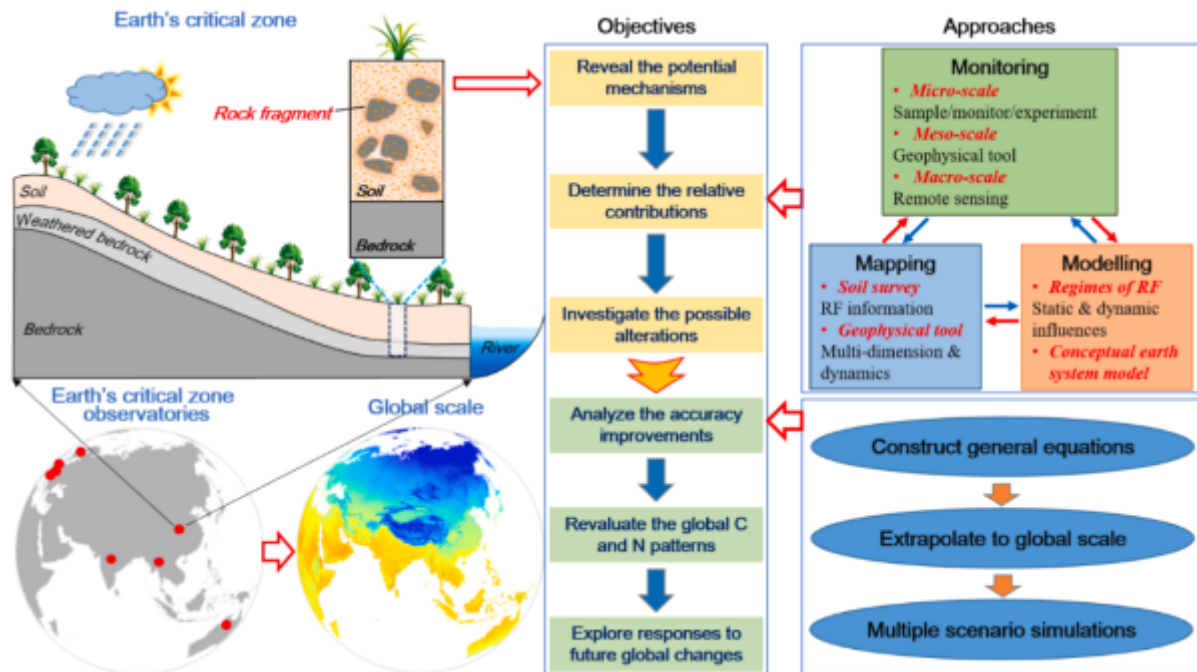 Earth's critical zone
Rock fragment
Soil
Bedrock
Soil
Weathered bedrock
Bedrock
River
Earth's critical zone
observatories
Global scale
Objectives
Reveal the potential
mechanisms
Determine the relative
contributions
Investigate the possible
alterations
Analyze the accuracy
improvements
Revaluate the global C
and N patterns
Explore responses to
future global changes
Approaches
Monitoring
• Micro-scale
Sample/monitor/experiment
• Meso-scale
Geophysical tool
• Macro-scale
Remote sensing
Mapping
• Soil survey
RF information
• Geophysical tool
Multi-dimension &
dynamics
Modelling
• Regimes of RF
Static & dynamic
influences
• Conceptual earth
system model
Construct general equations
Extrapolate to global scale
Multiple scenario simulations